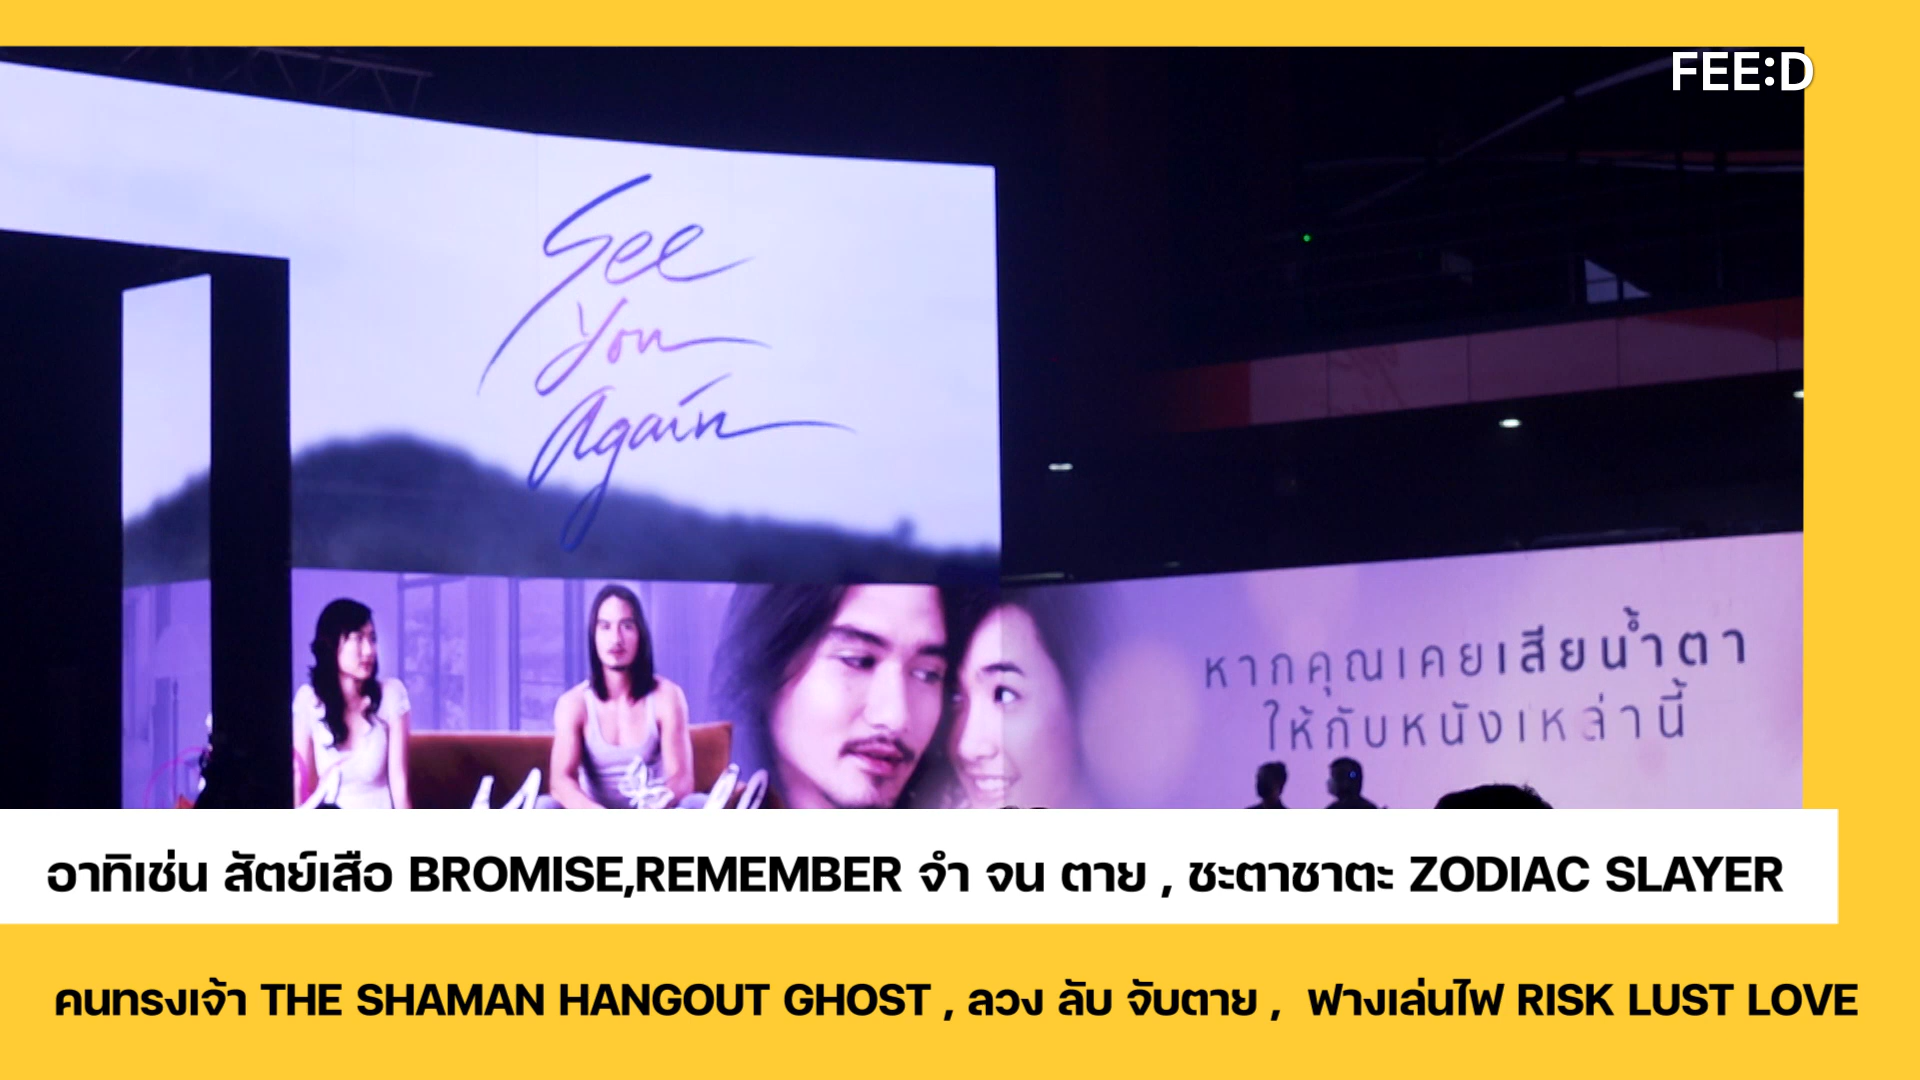 FEE:D
See
You
Again
หากคุณเคยเสียน้ำตา
ให้กับหนังเหล่านี้
อาทิเช่น สัตย์เสือ BROMISE,REMEMBER จำ จน ตาย , ชะตาชาตะ ZODIAC SLAYER
คนทรงเจ้า THE SHAMAN HANGOUT GHOST , ลวง ลับ จับตาย , ฟางเล่นไฟ RISK LUST LOVE